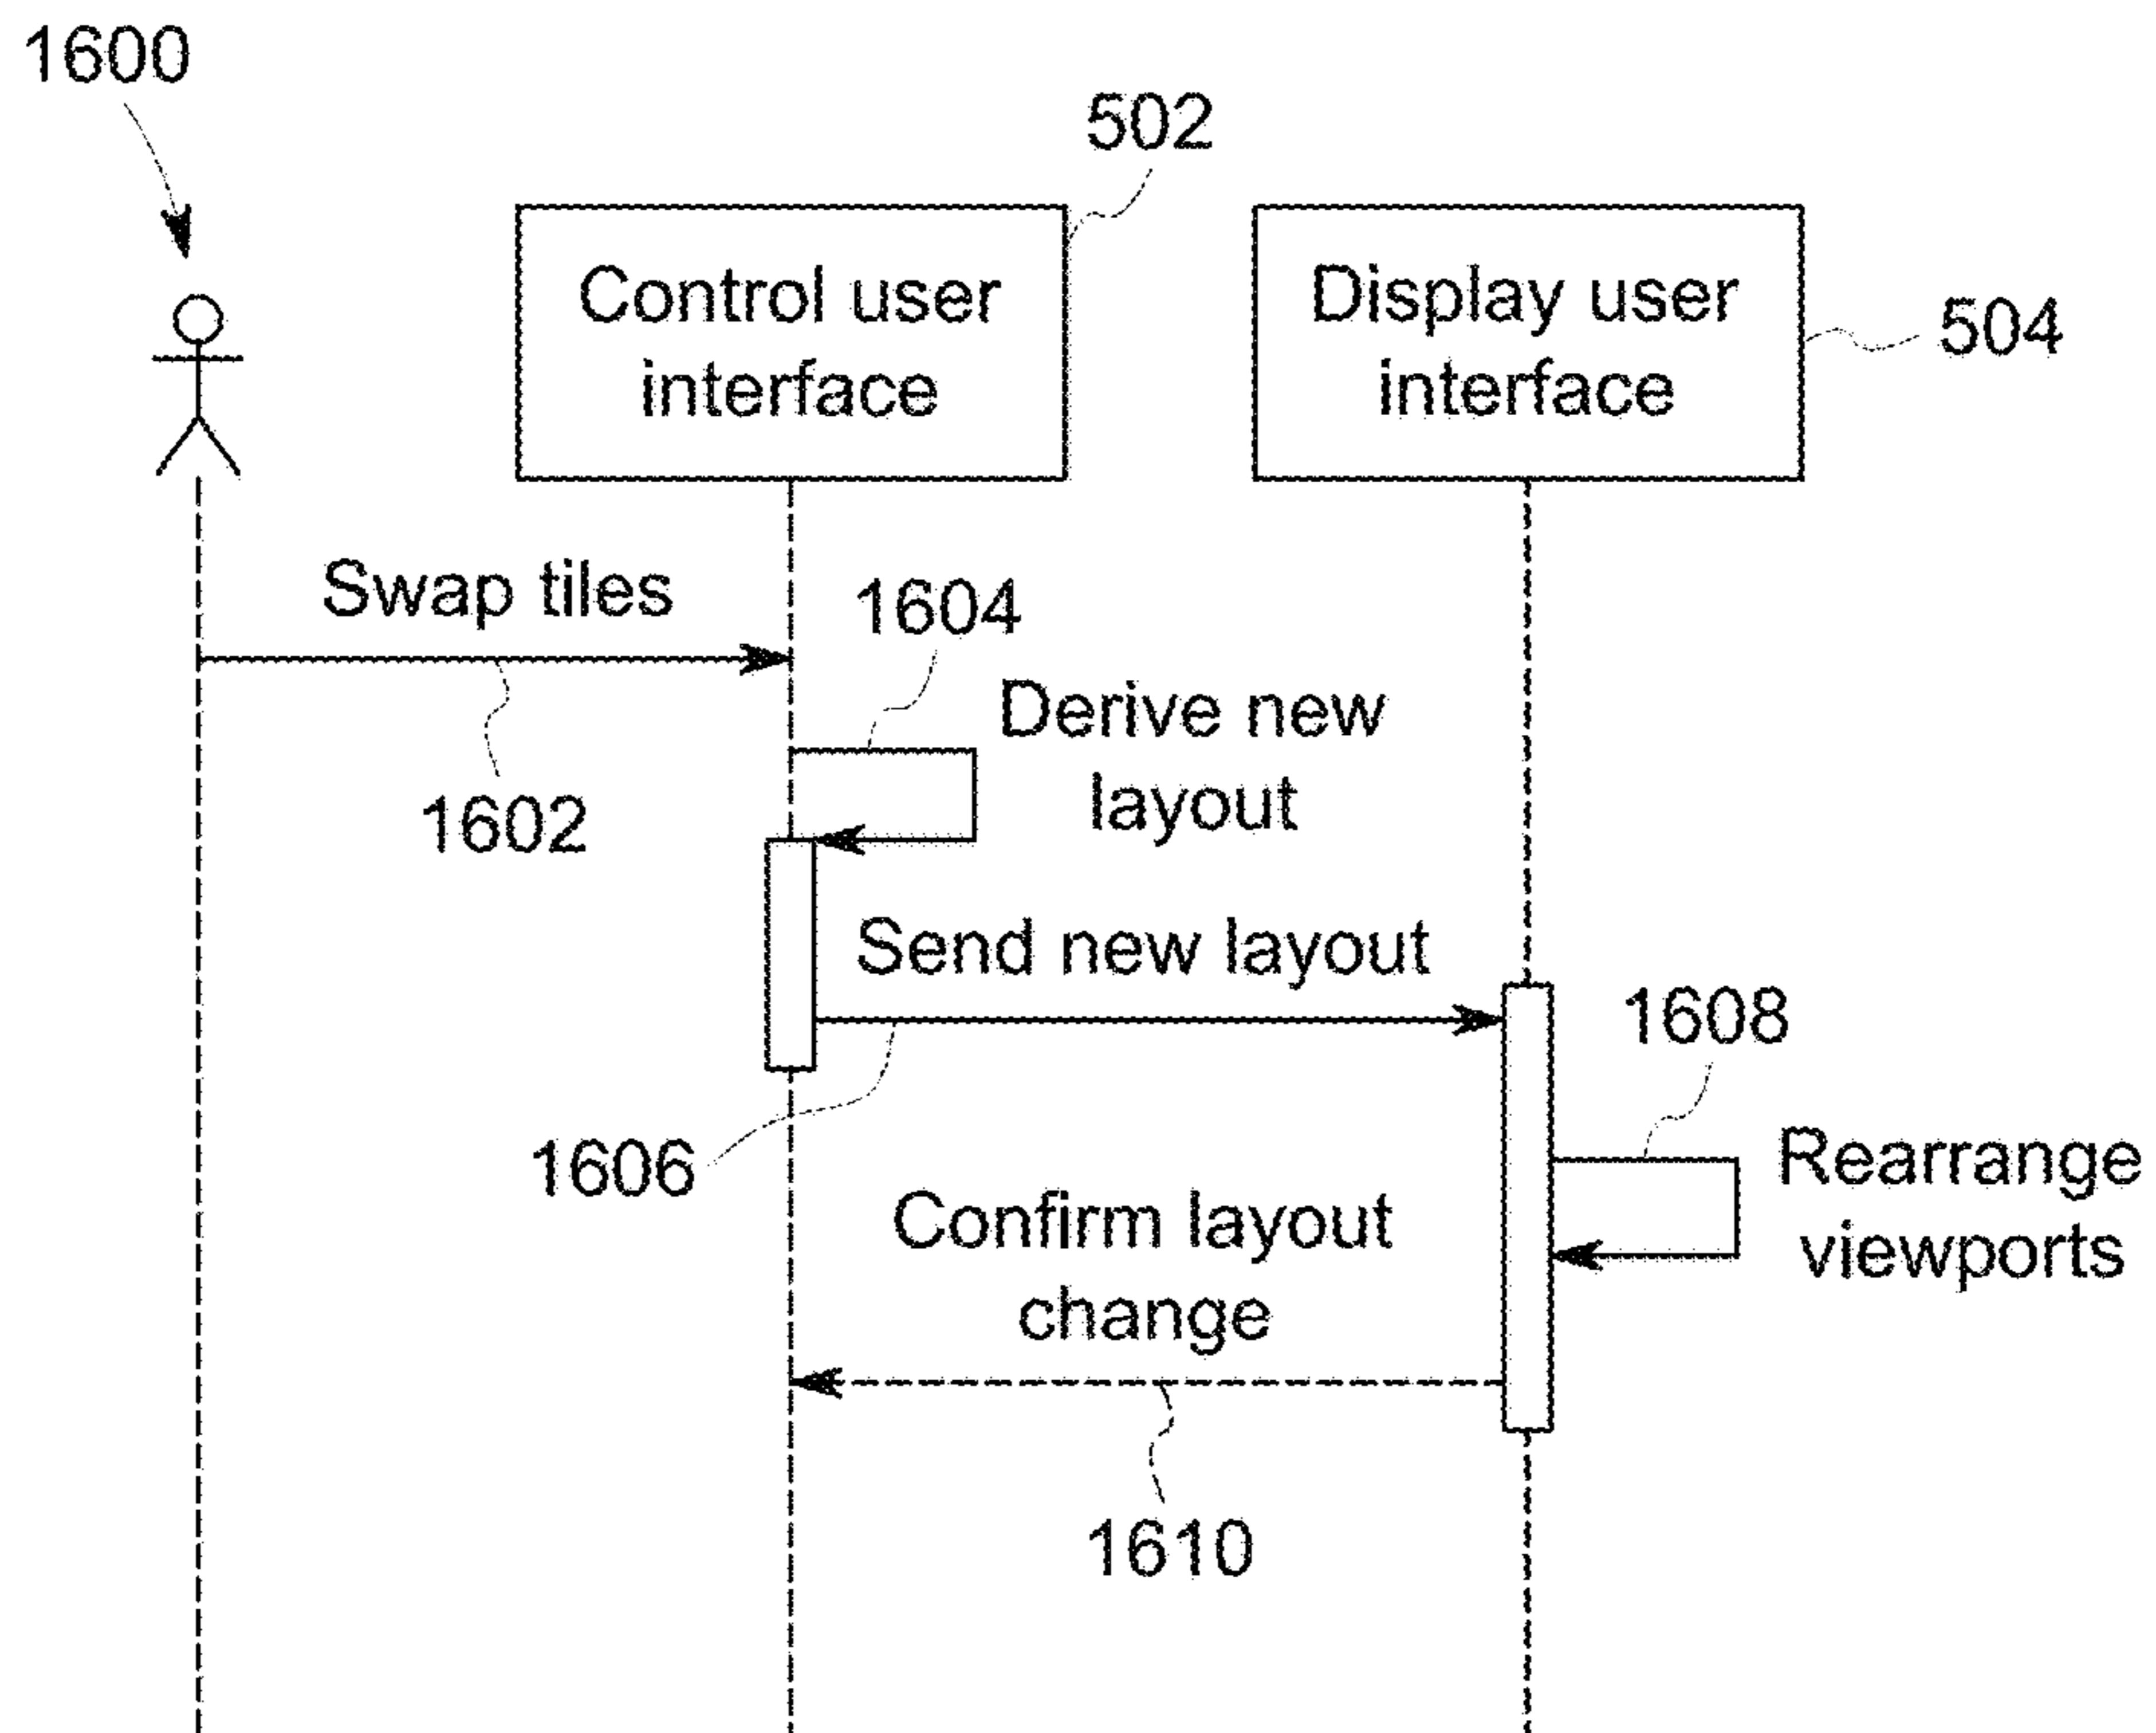 1600
502
Control user
interface
Display user
interface
504
Swap tiles
1604
Derive new
layout
1602
Send new layout
1608
1606
Rearrange
viewports
Confirm layout
change
1610